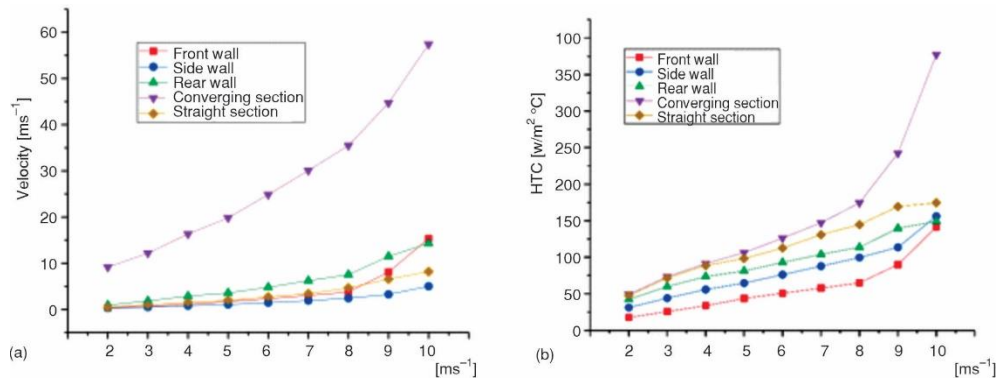 60
50
40
30
20
10
0
Velocity [ms⁻¹]
Front wall
Side wall
Rear wall
Converging section
Straight section
2 3 4 5 6 7 8 9 10
(a)
[ms⁻¹]
100
375
350
250
200
150
100
50
0
HTC [w/m² °C]
Front wall
Side wall
Rear wall
Converging section
Straight section
2 3 4 5 6 7 8 9 10
(b)
[ms⁻¹]